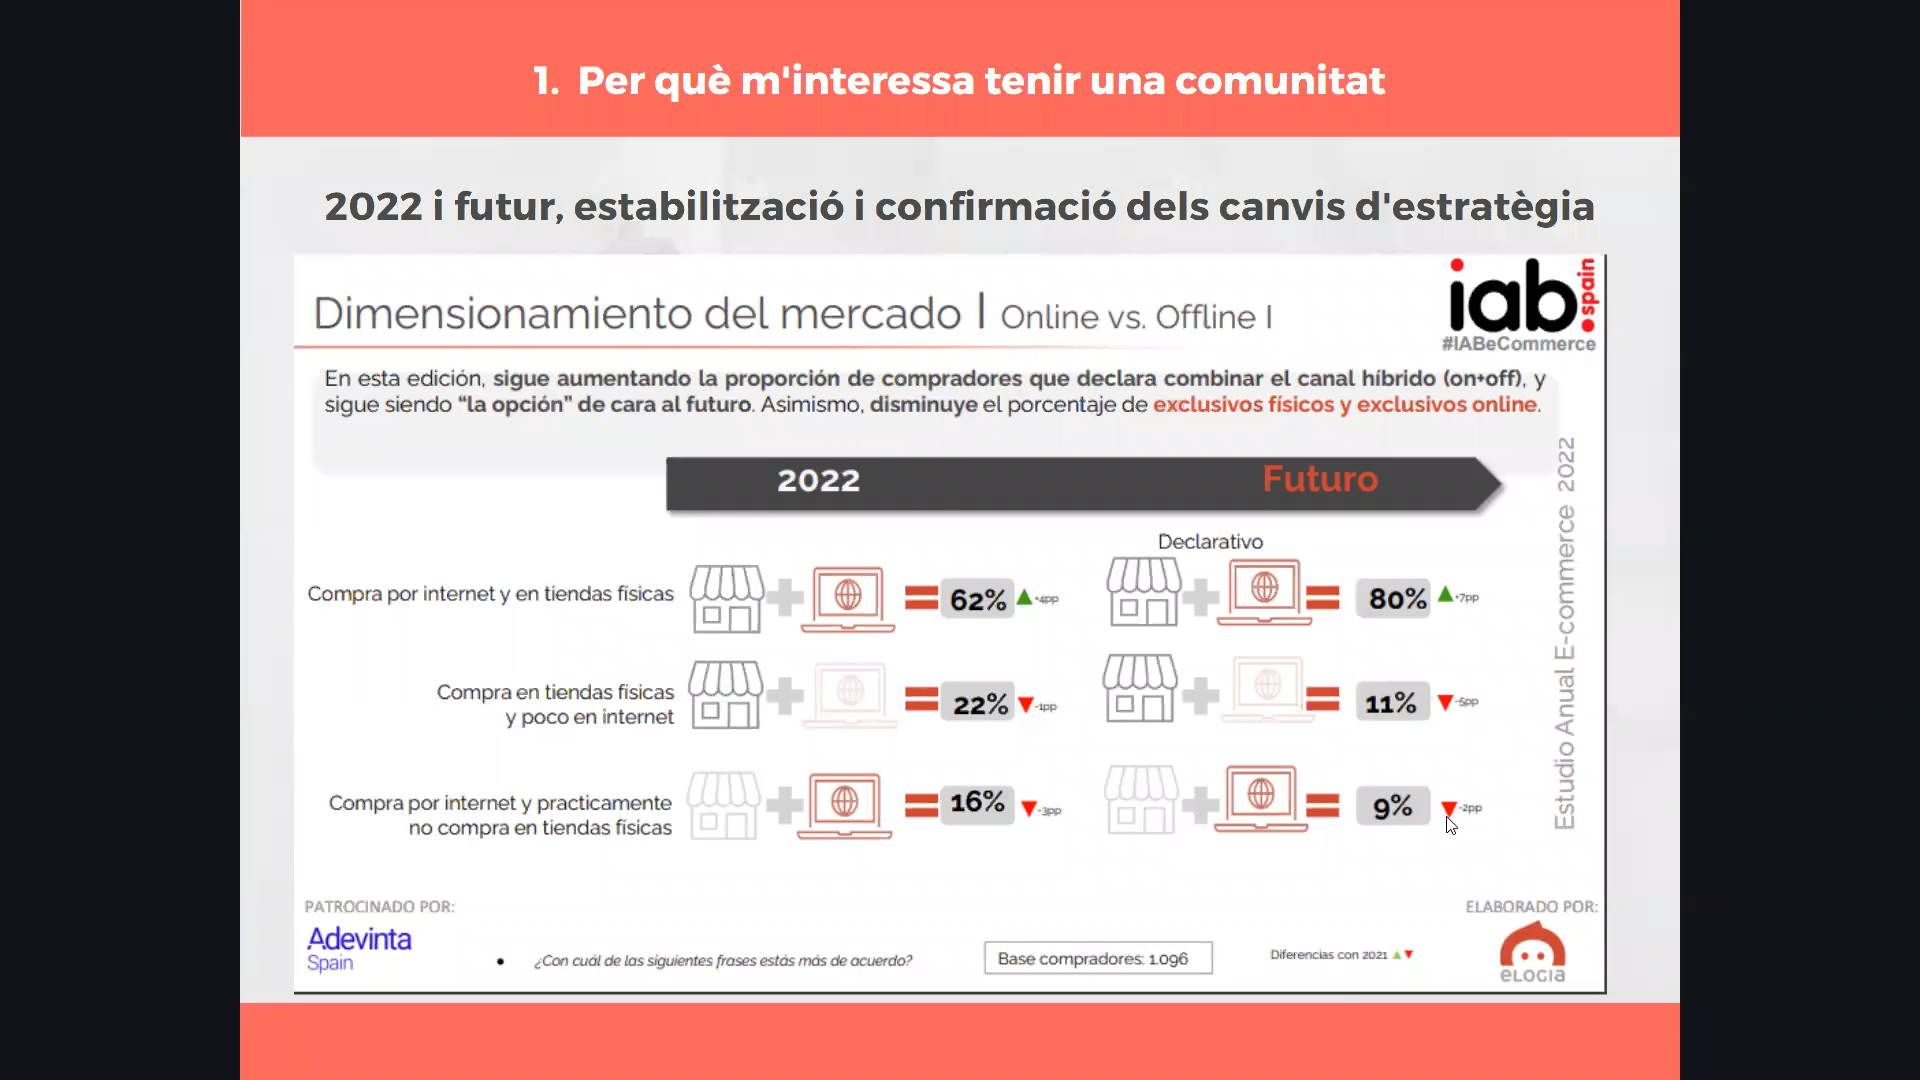 1. Per què m'interessa tenir una comunitat
2022 i futur, estabilització i confirmació dels canvis d'estratègia
Dimensionamiento del mercado | Online vs. Offline I
iab spain
#IABeCommerce
En esta edición, sigue aumentando la proporción de compradores que declara combinar el canal híbrido (on+off), y
sigue siendo “la opción” de cara al futuro. Asimismo, disminuye el porcentaje de exclusivos físicos y exclusivos online.
2022 Futuro
Declarativo
Compra por internet y en tiendas físicas 62% +4pp 80% +7pp
Compra en tiendas físicas
y poco en internet 22% -1pp 11% -5pp
Compra por internet y practicamente
no compra en tiendas físicas 16% -3pp 9% -2pp
Estudio Anual E-commerce 2022
PATROCINADO POR:
Adevinta
Spain
• ¿Con cuál de las siguientes frases estás más de acuerdo?
Base compradores: 1.096
Diferencias con 2021
ELABORADO POR:
eLOGIA